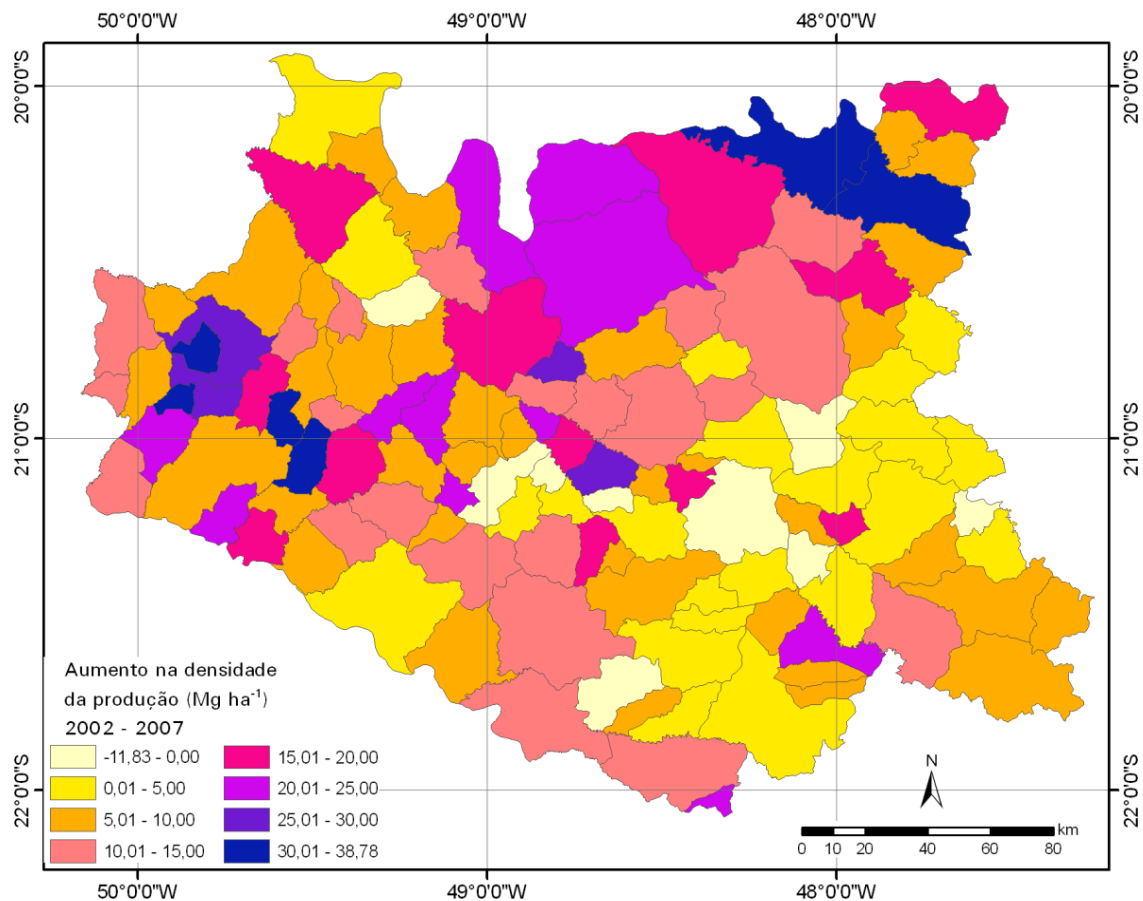 50°0'0"W 49°0'0"W 48°0'0"W
20°0'0"S 20°0'0"S
21°0'0"S 21°0'0"S
Aumento na densidade
da produção (Mg ha⁻¹)
2002 - 2007
-11,83 - 0,00
0,01 - 5,00
5,01 - 10,00
10,01 - 15,00
15,01 - 20,00
20,01 - 25,00
25,01 - 30,00
30,01 - 38,78
22°0'0"S 22°0'0"S
N
km
0 10 20 40 60 80
50°0'0"W 49°0'0"W 48°0'0"W